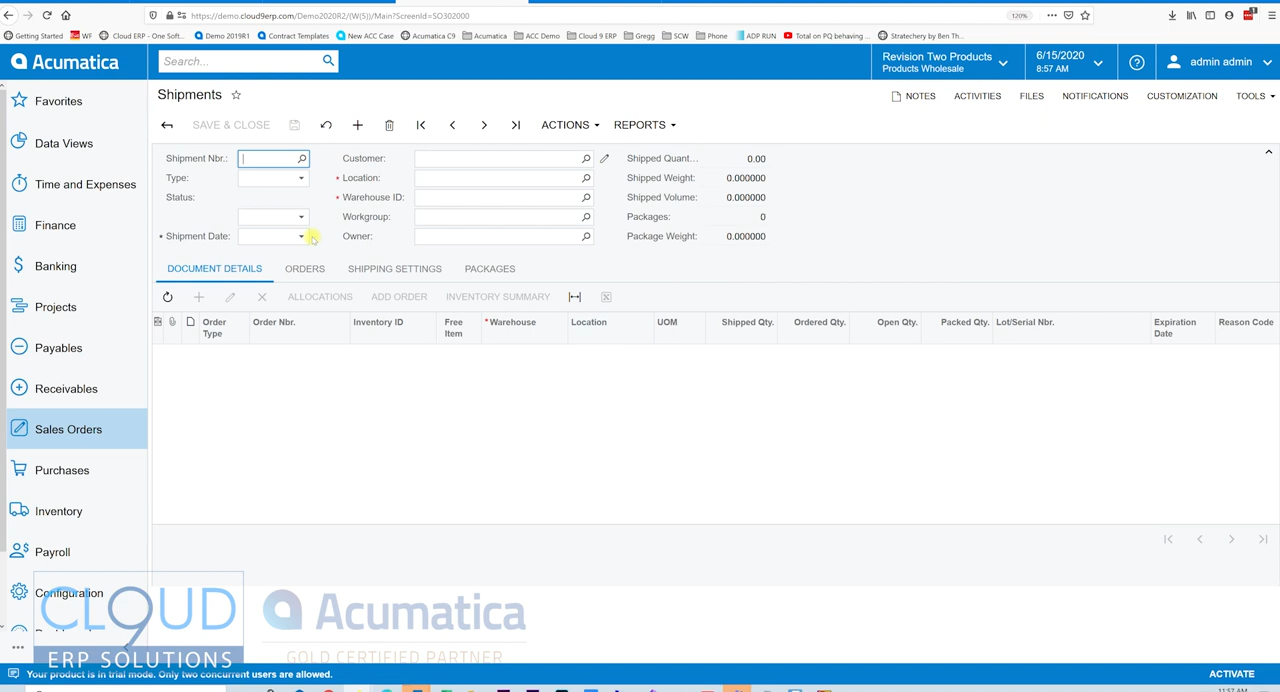 https://demo.cloud9erp.com/Demo2020R2/(W(5))/Main?ScreenId=SO302000
120%
Getting Started
WF
Cloud ERP - One Soft...
Demo 2019R1
Contract Templates
New ACC Case
Acumatica C9
Acumatica
ACC Demo
Cloud 9 ERP
Gregg
SCW
Phone
ADP RUN
Total on PQ behaving ...
Stratechery by Ben Th...
Acumatica
Search...
Revision Two Products
Products Wholesale
6/15/2020
8:57 AM
admin admin
Favorites
Data Views
Time and Expenses
Finance
Banking
Projects
Payables
Receivables
Sales Orders
Purchases
Inventory
Payroll
Configuration
Shipments
NOTES
ACTIVITIES
FILES
NOTIFICATIONS
CUSTOMIZATION
TOOLS
SAVE & CLOSE
ACTIONS
REPORTS
Shipment Nbr.:
Type:
Status:
* Shipment Date:
Customer:
* Location:
* Warehouse ID:
Workgroup:
Owner:
Shipped Quant... 0.00
Shipped Weight: 0.000000
Shipped Volume: 0.000000
Packages: 0
Package Weight: 0.000000
DOCUMENT DETAILS
ORDERS
SHIPPING SETTINGS
PACKAGES
ALLOCATIONS
ADD ORDER
INVENTORY SUMMARY
Order Type
Order Nbr.
Inventory ID
Free Item
* Warehouse
Location
UOM
Shipped Qty.
Ordered Qty.
Open Qty.
Packed Qty.
Lot/Serial Nbr.
Expiration Date
Reason Code
CL9UD
ERP SOLUTIONS
Acumatica
GOLD CERTIFIED PARTNER
Your product is in trial mode. Only two concurrent users are allowed.
ACTIVATE
11:57 AM